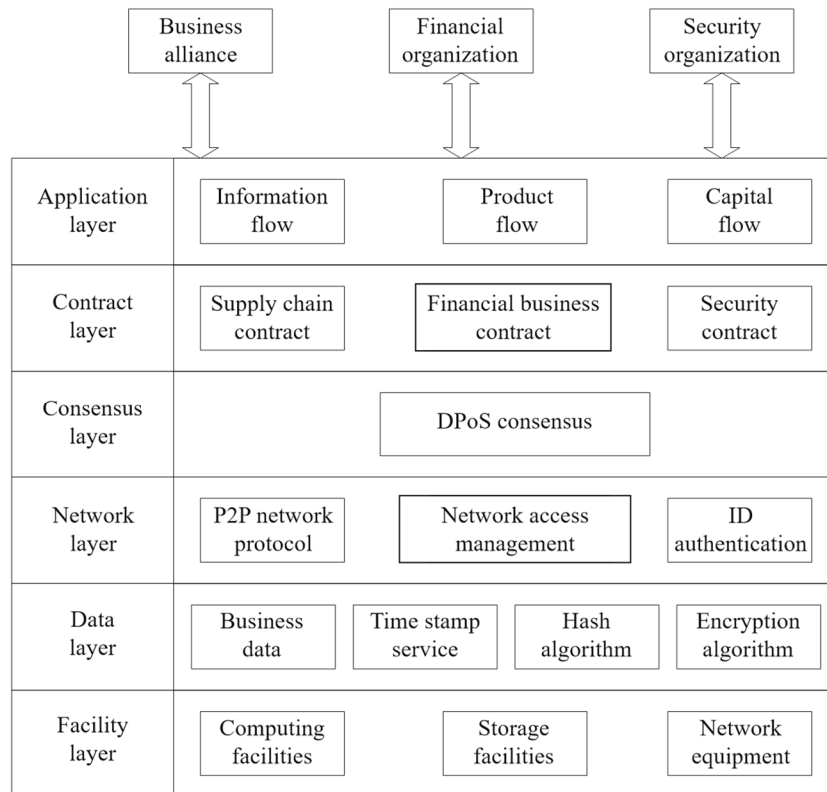 Business
alliance
Financial
organization
Security
organization
Application
layer
Information
flow
Product
flow
Capital
flow
Contract
layer
Supply chain
contract
Financial business
contract
Security
contract
Consensus
layer
DPoS consensus
Network
layer
P2P network
protocol
Network access
management
ID
authentication
Data
layer
Business
data
Time stamp
service
Hash
algorithm
Encryption
algorithm
Facility
layer
Computing
facilities
Storage
facilities
Network
equipment